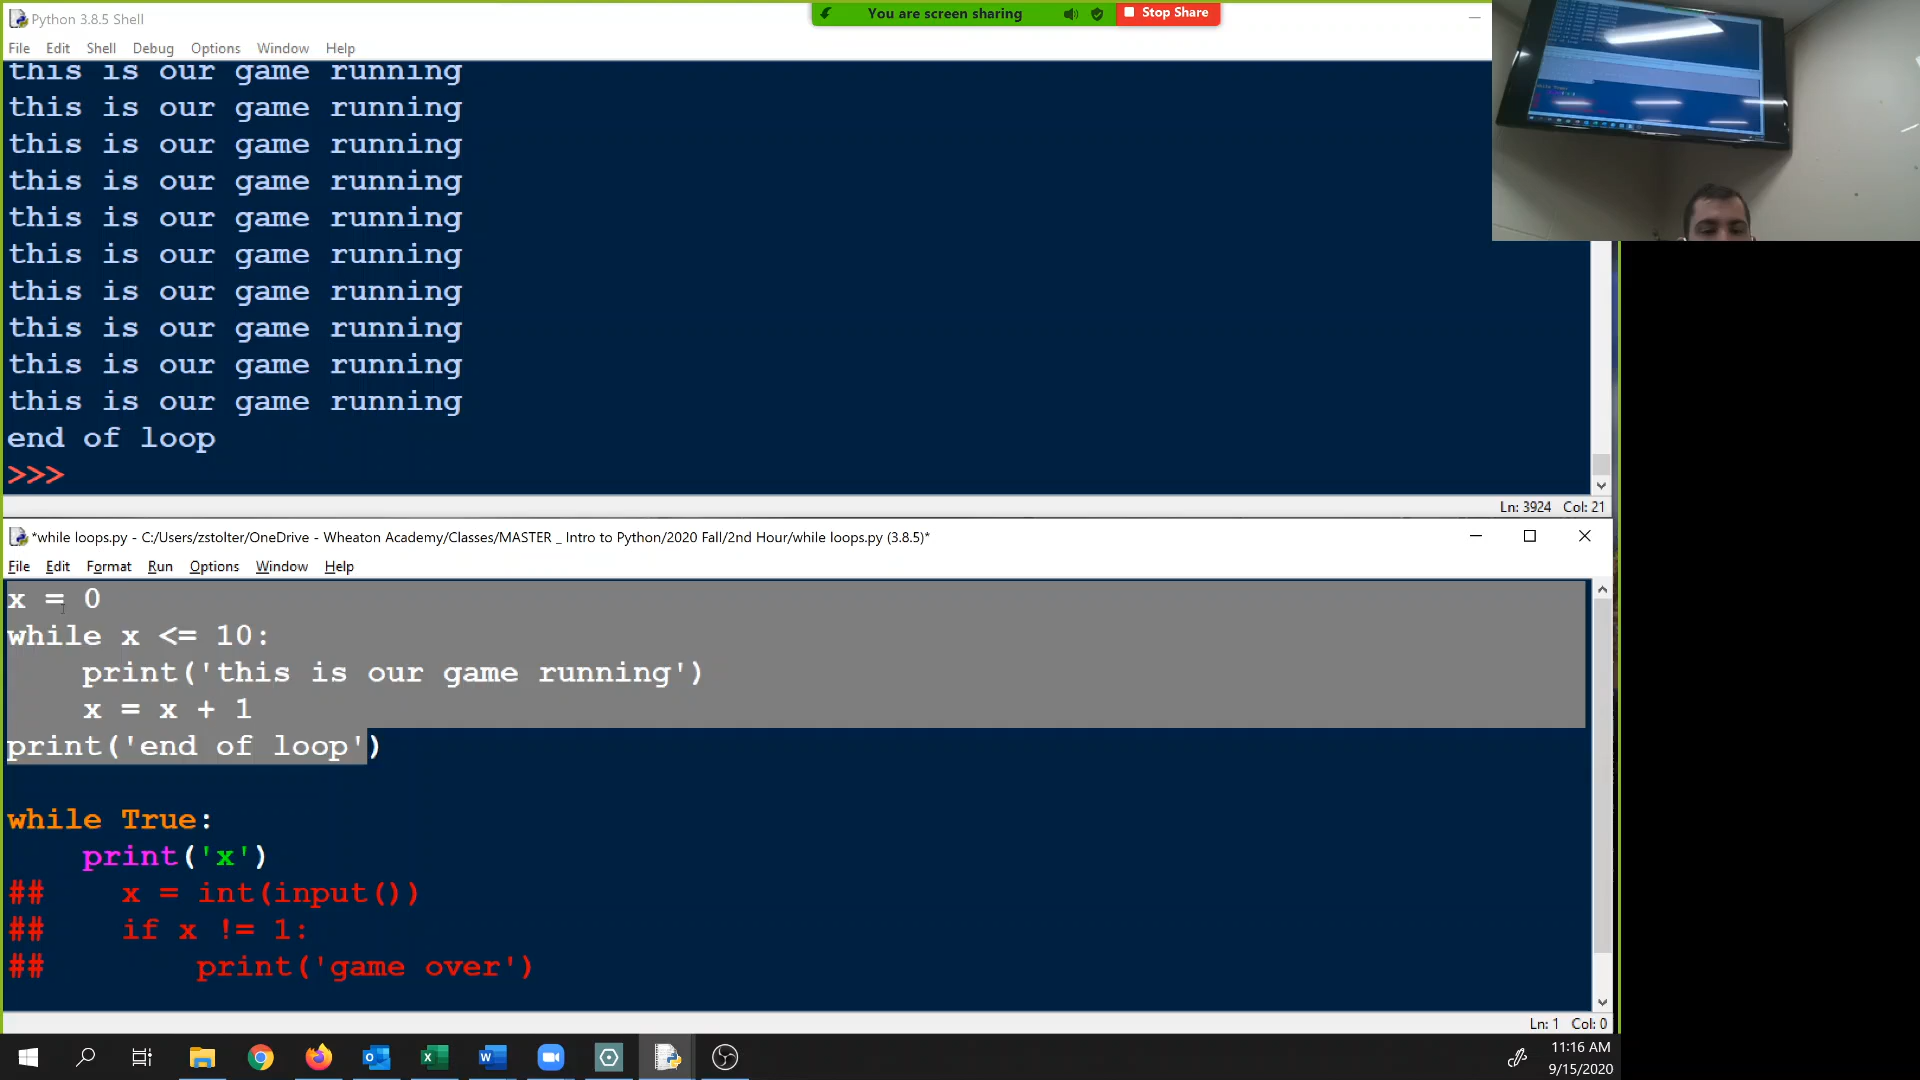 Python 3.8.5 Shell
You are screen sharing
Stop Share
File Edit Shell Debug Options Window Help
this is our game running
this is our game running
this is our game running
this is our game running
this is our game running
this is our game running
this is our game running
this is our game running
this is our game running
this is our game running
end of loop
>>>
Ln: 3924 Col: 21
*while loops.py - C:/Users/zstolter/OneDrive - Wheaton Academy/Classes/MASTER _ Intro to Python/2020 Fall/2nd Hour/while loops.py (3.8.5)*
File Edit Format Run Options Window Help
x = 0
while x <= 10:
    print('this is our game running')
    x = x + 1
print('end of loop')
while True:
    print('x')
##    x = int(input())
##    if x != 1:
##        print('game over')
Ln: 1 Col: 0
11:16 AM
9/15/2020